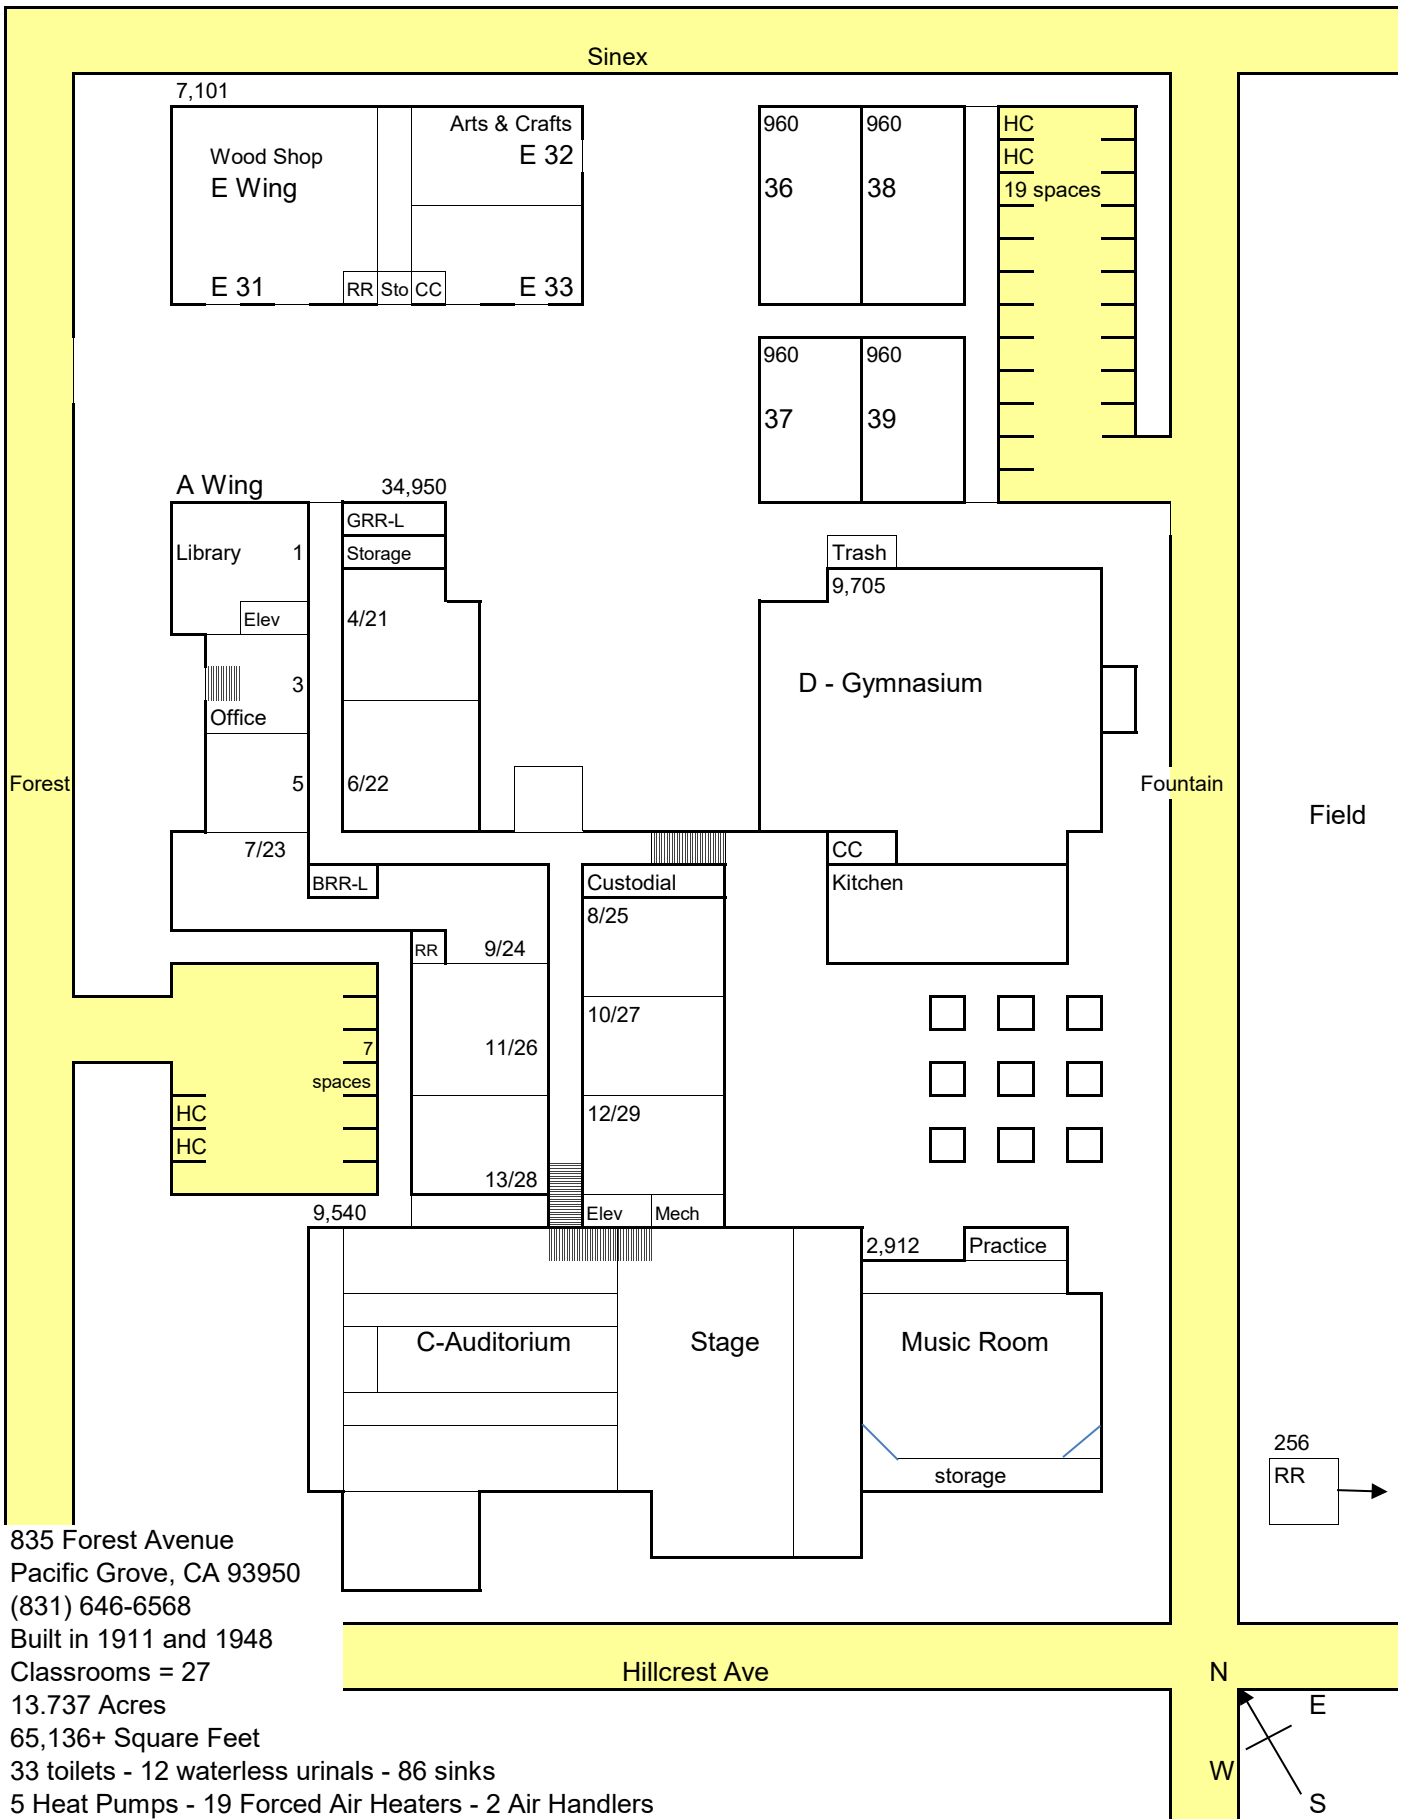 Sinex
7,101
Arts & Crafts
Wood Shop
E 32
E Wing
E 31
RR
Sto
CC
E 33
960
960
36
38
HC
HC
19 spaces
960
960
37
39
A Wing
34,950
GRR-L
Library
1
Storage
Elev
4/21
3
Office
5
6/22
7/23
BRR-L
Trash
9,705
D - Gymnasium
Forest
Fountain
Field
CC
Kitchen
Custodial
8/25
RR
9/24
10/27
11/26
7
spaces
12/29
HC
HC
13/28
9,540
Elev
Mech
2,912
Practice
C-Auditorium
Stage
Music Room
storage
256
RR
835 Forest Avenue
Pacific Grove, CA 93950
(831) 646-6568
Built in 1911 and 1948
Classrooms = 27
13.737 Acres
65,136+ Square Feet
33 toilets - 12 waterless urinals - 86 sinks
5 Heat Pumps - 19 Forced Air Heaters - 2 Air Handlers
Hillcrest Ave
N
E
W
S